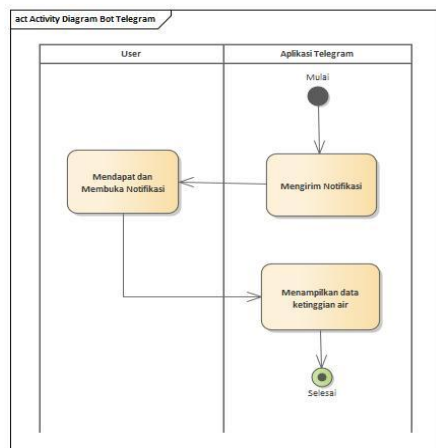 act Activity Diagram Bot Telegram
User
Aplikasi Telegram
Mulai
Mengirim Notifikasi
Mendapat dan
Membuka Notifikasi
Menampilkan data
ketinggian air
Selesai